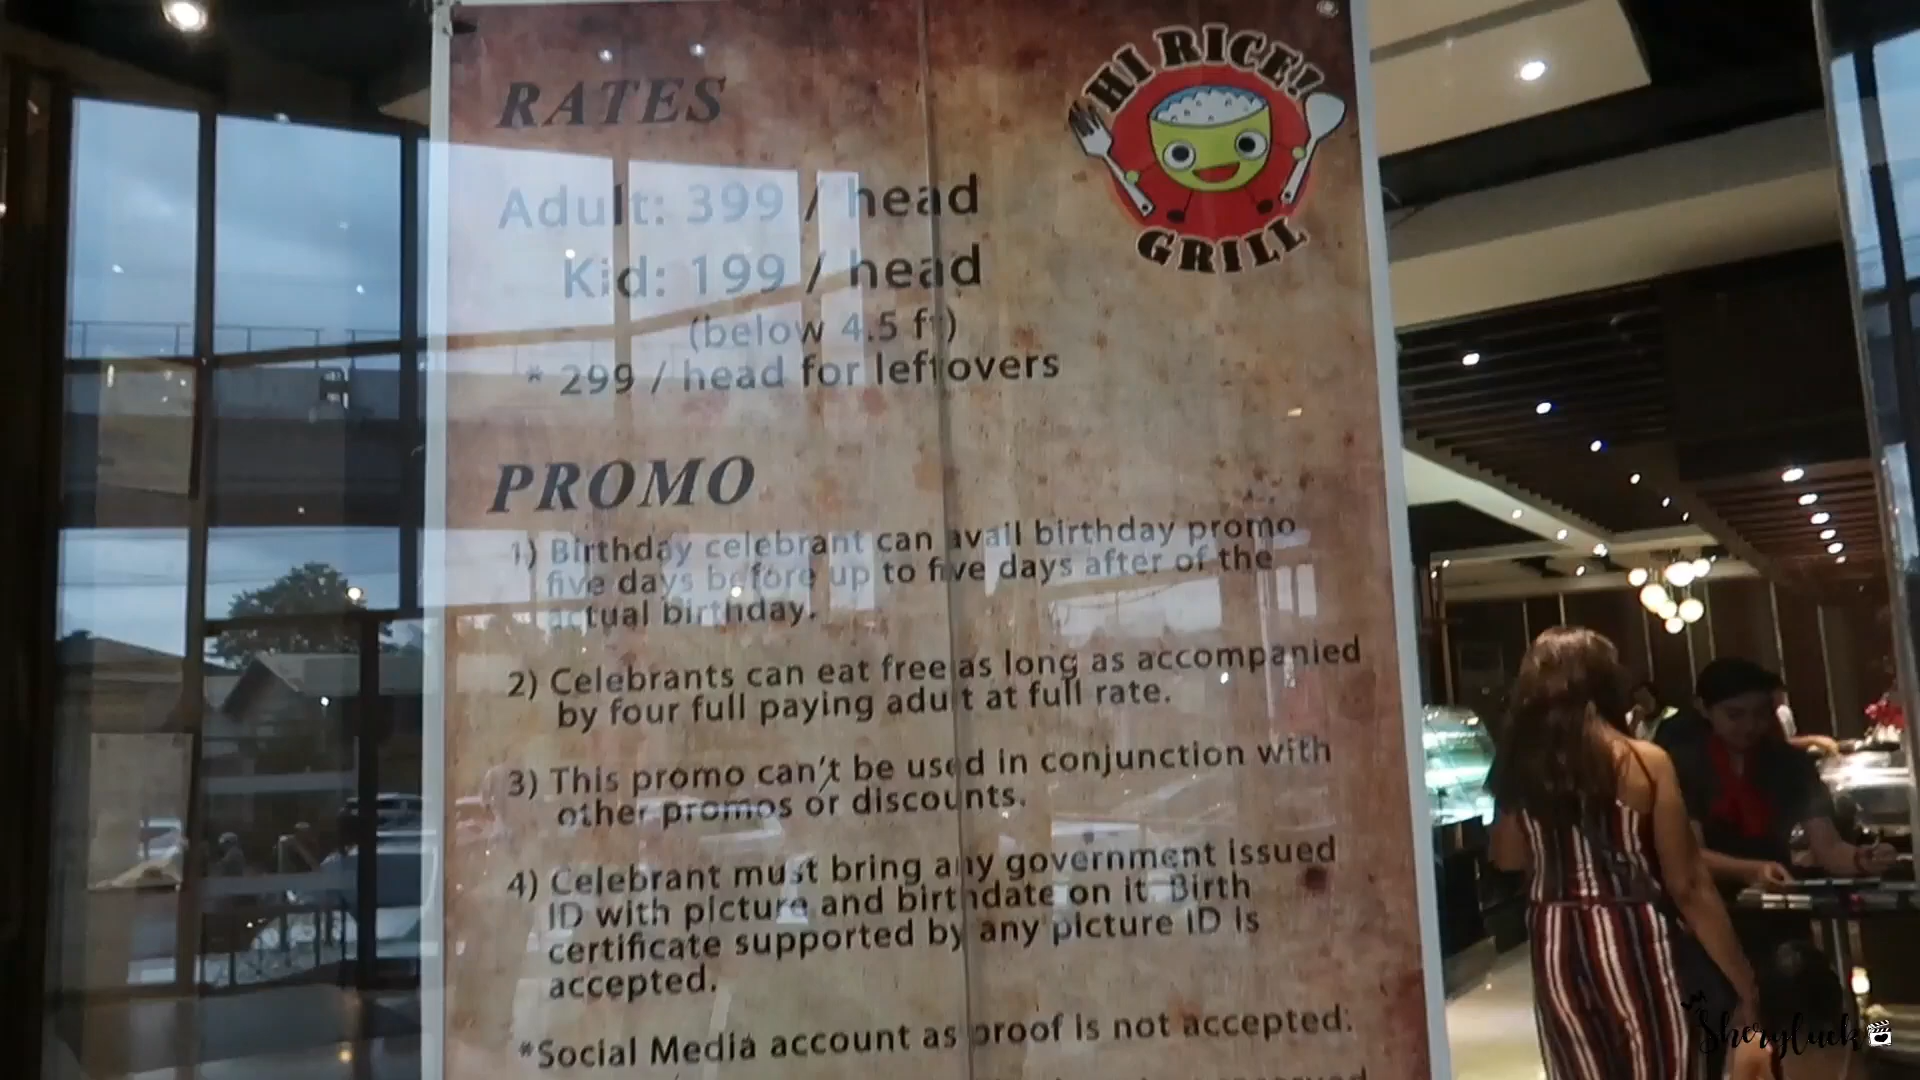 HI RICE!
GRILL
RATES
Adult: 399 / head
Kid: 199 / head
(below 4.5 ft)
* 299 / head for leftovers
PROMO
1) Birthday celebrant can avail birthday promo
five days before up to five days after of the
actual birthday.
2) Celebrants can eat free as long as accompanied
by four full paying adult at full rate.
3) This promo can't be used in conjunction with
other promos or discounts.
4) Celebrant must bring any government issued
ID with picture and birthdate on it. Birth
certificate supported by any picture ID is
accepted.
*Social Media account as proof is not accepted.
Sheryluck